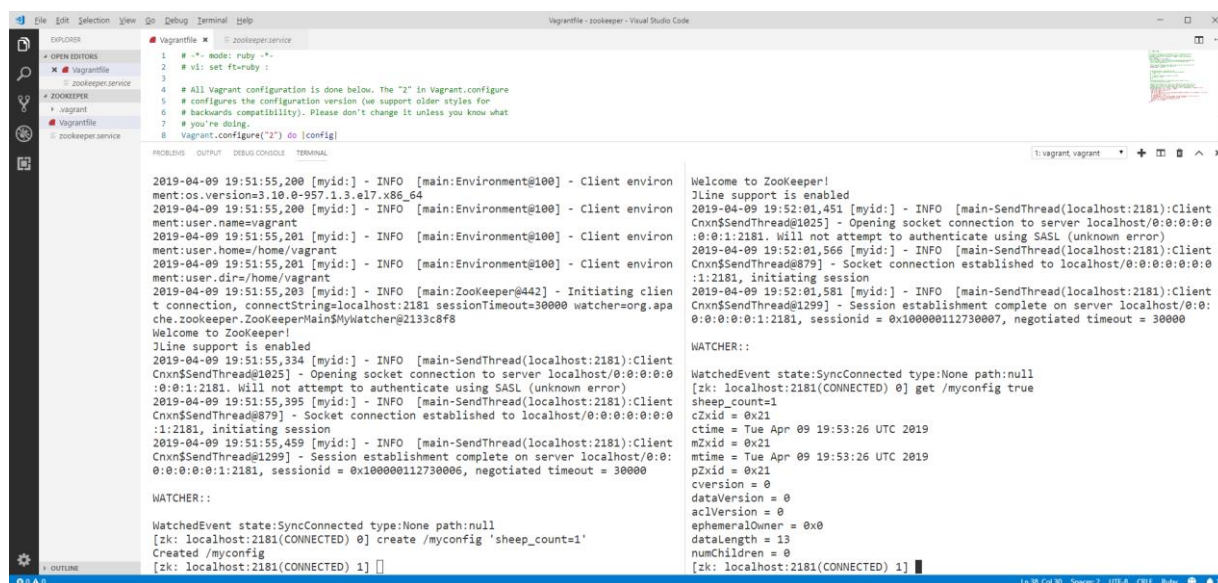 File Edit Selection View Go Debug Terminal Help
Vagrantfile - zookeeper - Visual Studio Code
EXPLORER
OPEN EDITORS
Vagrantfile
zookeeper.service
ZOOKEEPER
.vagrant
Vagrantfile
zookeeper.service
OUTLINE
Vagrantfile
zookeeper.service
1 # -*- mode: ruby -*-
2 # vi: set ft=ruby :
3
4 # All Vagrant configuration is done below. The "2" in Vagrant.configure
5 # configures the configuration version (we support older styles for
6 # backwards compatibility). Please don't change it unless you know what
7 # you're doing.
8 Vagrant.configure("2") do |config|
PROBLEMS OUTPUT DEBUG CONSOLE TERMINAL
1: vagrant, vagrant
2019-04-09 19:51:55,200 [myid:] - INFO [main:Environment@100] - Client environ
ment:os.version=3.10.0-957.1.3.el7.x86_64
2019-04-09 19:51:55,200 [myid:] - INFO [main:Environment@100] - Client environ
ment:user.name=vagrant
2019-04-09 19:51:55,201 [myid:] - INFO [main:Environment@100] - Client environ
ment:user.home=/home/vagrant
2019-04-09 19:51:55,201 [myid:] - INFO [main:Environment@100] - Client environ
ment:user.dir=/home/vagrant
2019-04-09 19:51:55,203 [myid:] - INFO [main:ZooKeeper@442] - Initiating clien
t connection, connectString=localhost:2181 sessionTimeout=30000 watcher=org.apa
che.zookeeper.ZooKeeperMain$MyWatcher@2133c8f8
Welcome to ZooKeeper!
JLine support is enabled
2019-04-09 19:51:55,334 [myid:] - INFO [main-SendThread(localhost:2181):Client
Cnxn$SendThread@1025] - Opening socket connection to server localhost/0:0:0:0:0
:0:0:1:2181. Will not attempt to authenticate using SASL (unknown error)
2019-04-09 19:51:55,395 [myid:] - INFO [main-SendThread(localhost:2181):Client
Cnxn$SendThread@879] - Socket connection established to localhost/0:0:0:0:0:0:0
:1:2181, initiating session
2019-04-09 19:51:55,459 [myid:] - INFO [main-SendThread(localhost:2181):Client
Cnxn$SendThread@1299] - Session establishment complete on server localhost/0:0:
0:0:0:0:0:1:2181, sessionid = 0x100000112730006, negotiated timeout = 30000
WATCHER::
WatchedEvent state:SyncConnected type:None path:null
[zk: localhost:2181(CONNECTED) 0] create /myconfig 'sheep_count=1'
Created /myconfig
[zk: localhost:2181(CONNECTED) 1]
Welcome to ZooKeeper!
JLine support is enabled
2019-04-09 19:52:01,451 [myid:] - INFO [main-SendThread(localhost:2181):Client
Cnxn$SendThread@1025] - Opening socket connection to server localhost/0:0:0:0:0
:0:0:1:2181. Will not attempt to authenticate using SASL (unknown error)
2019-04-09 19:52:01,566 [myid:] - INFO [main-SendThread(localhost:2181):Client
Cnxn$SendThread@879] - Socket connection established to localhost/0:0:0:0:0:0:0
:1:2181, initiating session
2019-04-09 19:52:01,581 [myid:] - INFO [main-SendThread(localhost:2181):Client
Cnxn$SendThread@1299] - Session establishment complete on server localhost/0:0:
0:0:0:0:0:1:2181, sessionid = 0x100000112730007, negotiated timeout = 30000
WATCHER::
WatchedEvent state:SyncConnected type:None path:null
[zk: localhost:2181(CONNECTED) 0] get /myconfig true
sheep_count=1
cZxid = 0x21
ctime = Tue Apr 09 19:53:26 UTC 2019
mZxid = 0x21
mtime = Tue Apr 09 19:53:26 UTC 2019
pZxid = 0x21
cversion = 0
dataVersion = 0
aclVersion = 0
ephemeralOwner = 0x0
dataLength = 13
numChildren = 0
[zk: localhost:2181(CONNECTED) 1]
Ln 38, Col 30 Spaces: 2 UTF-8 CRLF Ruby